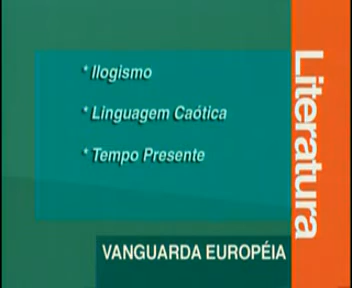 * Ilogismo
* Linguagem Caótica
* Tempo Presente
Literatura
VANGUARDA EUROPÉIA